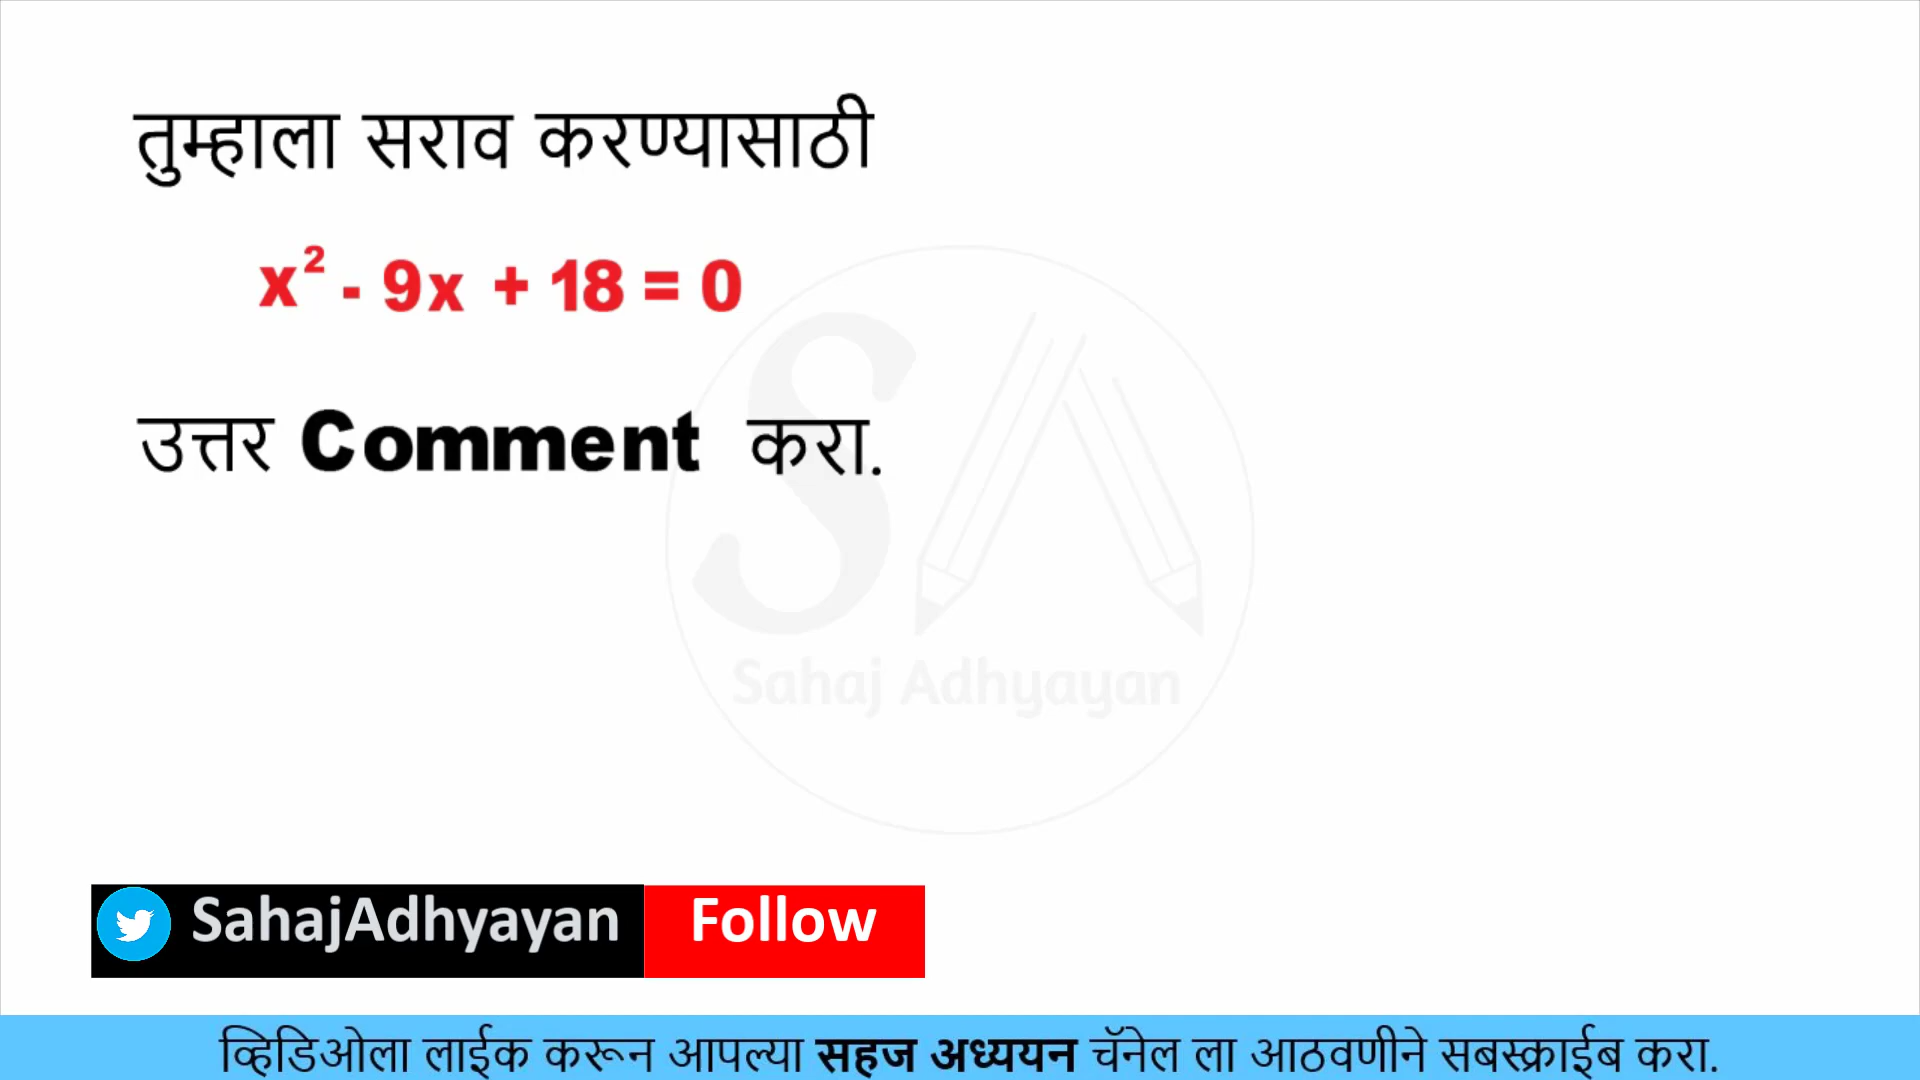 तुम्हाला सराव करण्यासाठी
x² - 9x + 18 = 0
उत्तर Comment करा.
Sahaj Adhyayan
SahajAdhyayan Follow
व्हिडिओला लाईक करून आपल्या सहज अध्ययन चॅनेल ला आठवणीने सबस्क्राईब करा.